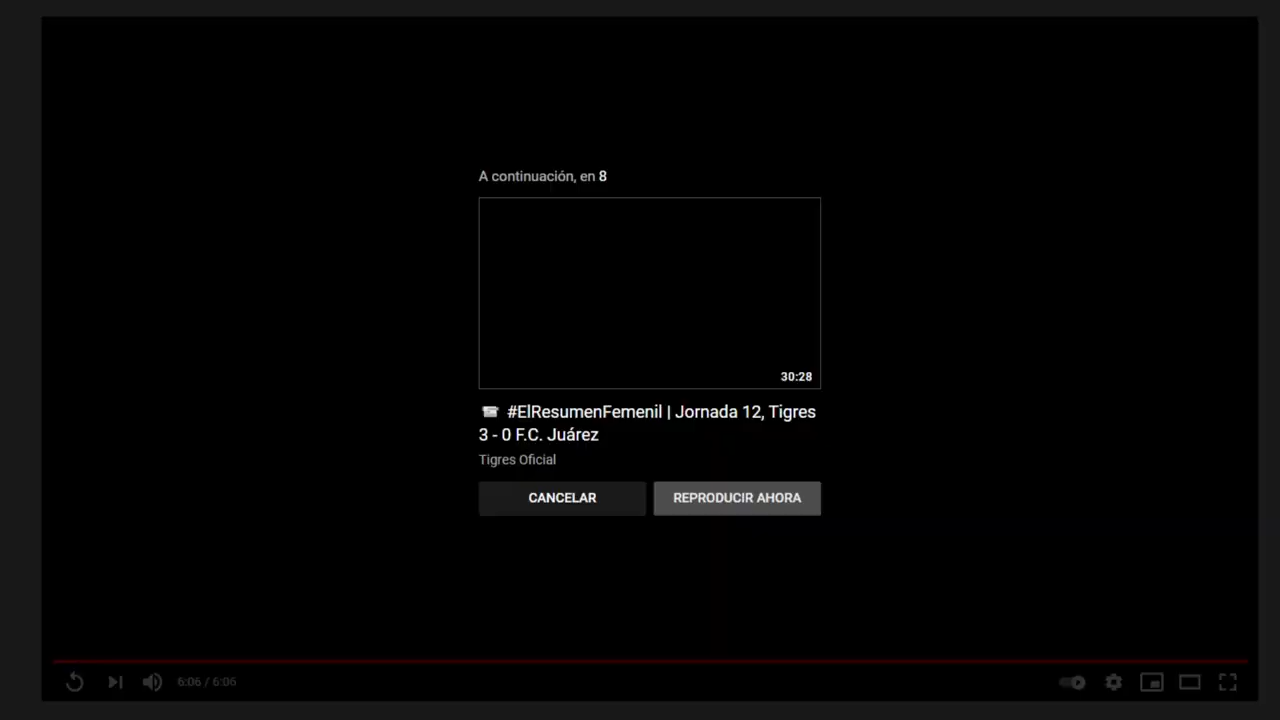 A continuación, en 8
30:28
#ElResumenFemenil | Jornada 12, Tigres
3 - 0 F.C. Juárez
Tigres Oficial
CANCELAR
REPRODUCIR AHORA
6:06 / 6:06